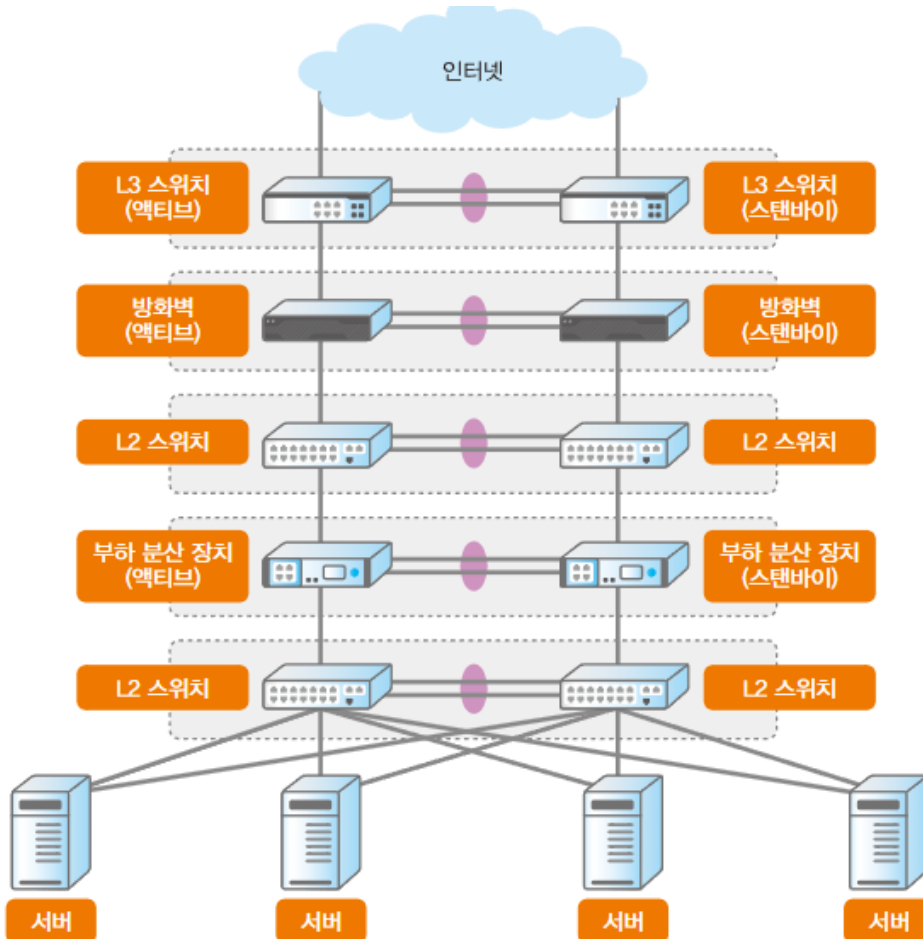 인터넷
L3 스위치
(액티브)
L3 스위치
(스탠바이)
방화벽
(액티브)
방화벽
(스탠바이)
L2 스위치
L2 스위치
부하 분산 장치
(액티브)
부하 분산 장치
(스탠바이)
L2 스위치
L2 스위치
서버
서버
서버
서버